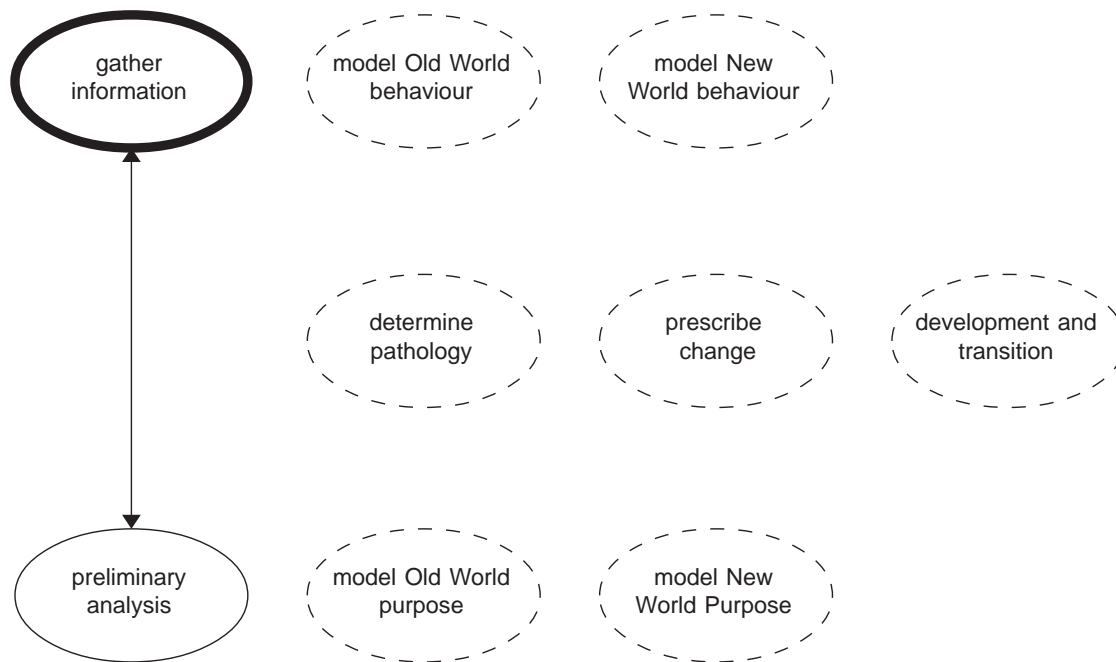 gather
information
model Old World
behaviour
model New
World behaviour
determine
pathology
prescribe
change
development and
transition
preliminary
analysis
model Old World
purpose
model New
World Purpose